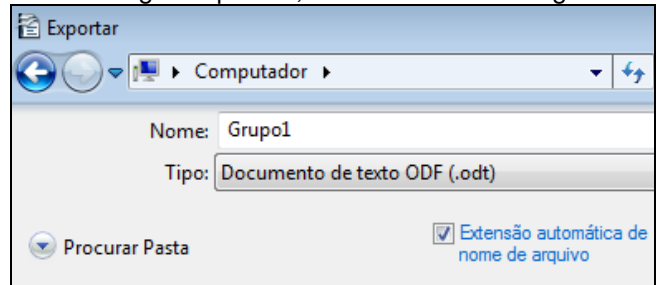 Exportar
Computador
Nome: Grupo1
Tipo: Documento de texto ODF (.odt)
Procurar Pasta
Extensão automática de
nome de arquivo